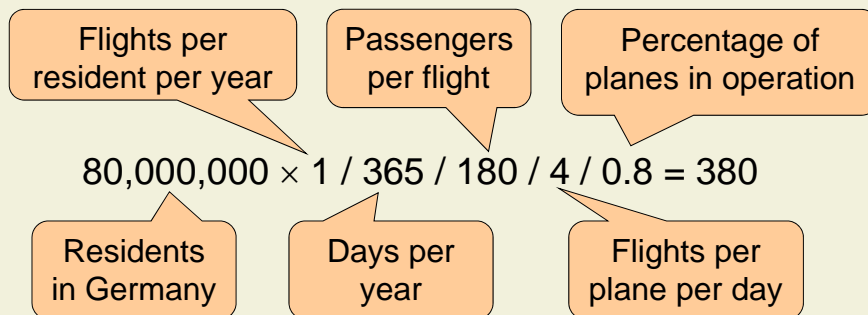 Flights per
resident per year
Passengers
per flight
Percentage of
planes in operation
80,000,000 × 1 / 365 / 180 / 4 / 0.8 = 380
Residents
in Germany
Days per
year
Flights per
plane per day